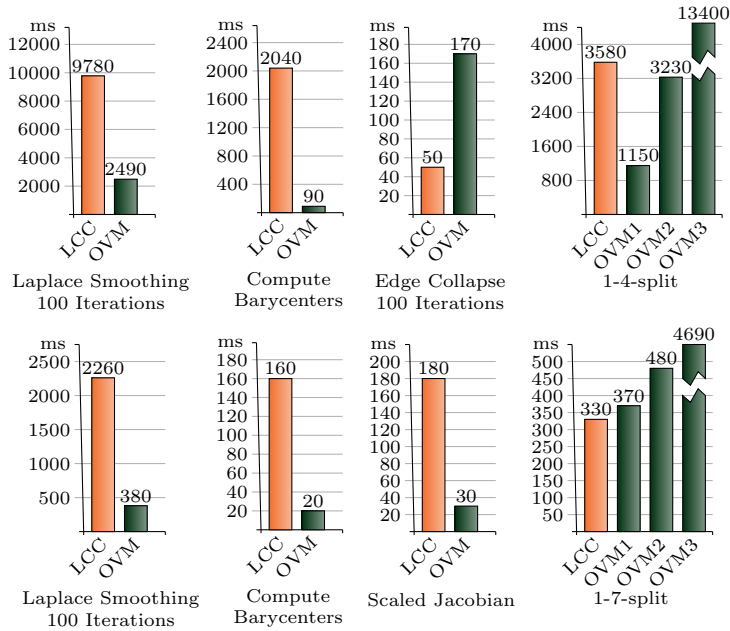 ms
12000
10000
8000
6000
4000
2000
9780
2490
LCC
OVM
Laplace Smoothing
100 Iterations
ms
2400
2000
1600
1200
800
400
2040
90
LCC
OVM
Compute
Barycenters
ms
180
160
140
120
100
80
60
40
20
50
170
LCC
OVM
Edge Collapse
100 Iterations
ms
4000
3200
2400
1600
800
3580
1150
3230
13400
LCC
OVM1
OVM2
OVM3
1-4-split
ms
2500
2000
1500
1000
500
2260
380
LCC
OVM
Laplace Smoothing
100 Iterations
ms
180
160
140
120
100
80
60
40
20
160
20
LCC
OVM
Compute
Barycenters
ms
200
180
160
140
120
100
80
60
40
20
180
30
LCC
OVM
Scaled Jacobian
ms
500
450
400
350
300
250
200
150
100
50
330
370
480
4690
LCC
OVM1
OVM2
OVM3
1-7-split